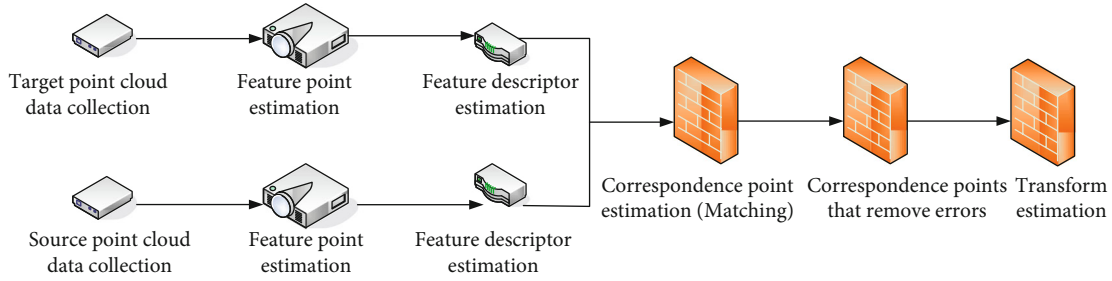 Target point cloud
data collection
Feature point
estimation
Feature descriptor
estimation
Source point cloud
data collection
Feature point
estimation
Feature descriptor
estimation
Correspondence point
estimation (Matching)
Correspondence points
that remove errors
Transform
estimation